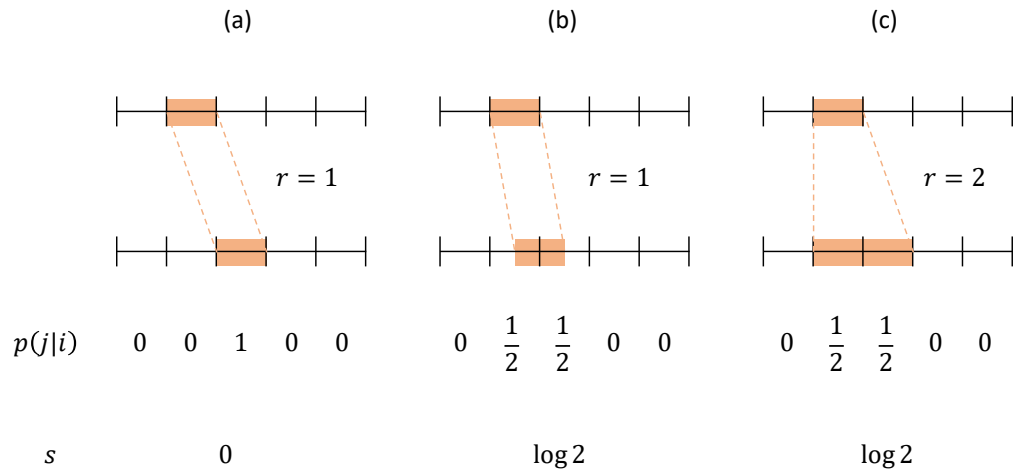 (a) (b) (c)
r = 1 r = 1 r = 2
p(j|i) 0 0 1 0 0 0 1/2 1/2 0 0 0 1/2 1/2 0 0
s 0 log 2 log 2